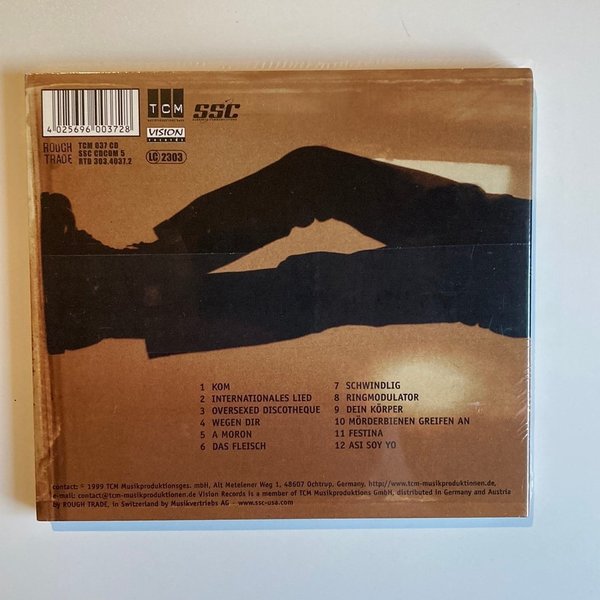 4 025696 003728
TCM
SSC
VISION
records
ROUGH TRADE
TCM 037 CD
SSC CDCOM 5
RTD 303.4037.2
LC 2303
1 KOM
2 INTERNATIONALES LIED
3 OVERSEXED DISCOTHEQUE
4 WEGEN DIR
5 A MORON
6 DAS FLEISCH
7 SCHWINDLIG
8 RINGMODULATOR
9 DEIN KÖRPER
10 MÖRDERBIENEN GREIFEN AN
11 FESTINA
12 ASI SOY YO
contact: © 1999 TCM Musikproduktionsges. mbH, Alt Metelener Weg 1, 48607 Ochtrup, Germany, http://www.tcm-musikproduktionen.de,
e-mail: contact@tcm-musikproduktionen.de Vision Records is a member of TCM Musikproduktions GmbH, distributed in Germany and Austria
by ROUGH TRADE, in Switzerland by Musikvertriebs AG · www.ssc-usa.com